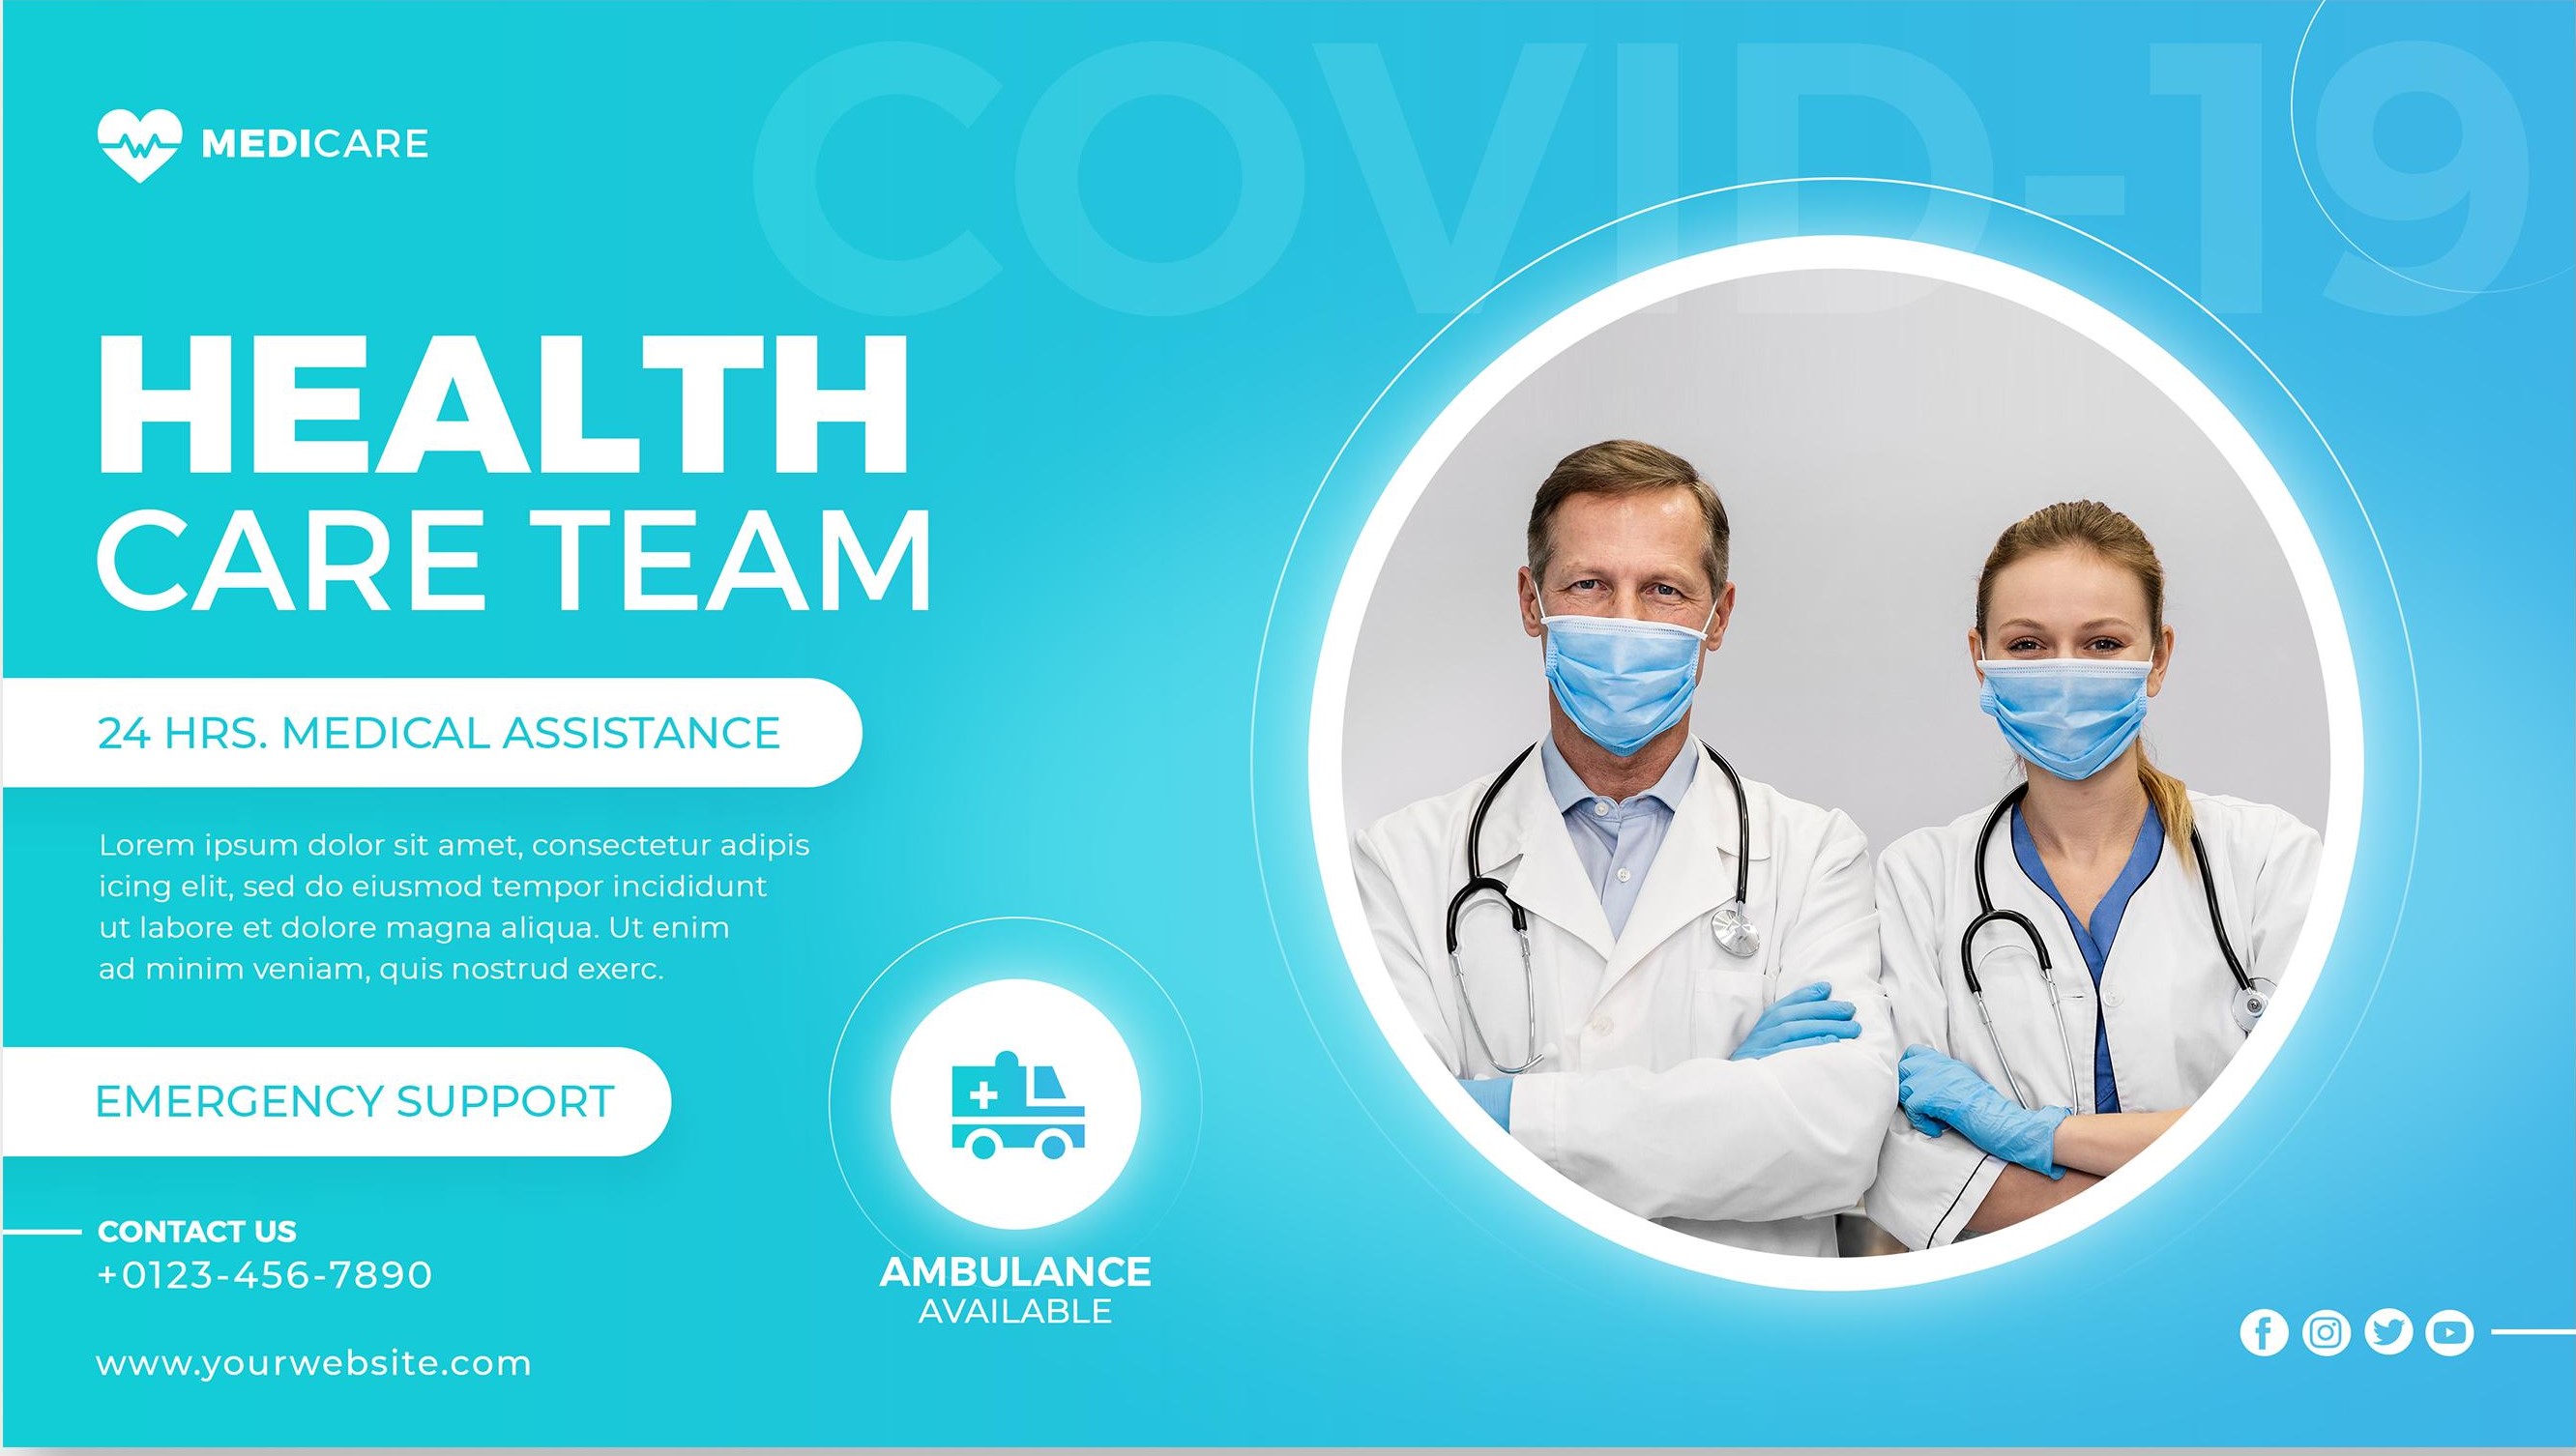 COVID-19
MEDICARE
HEALTH
CARE TEAM
24 HRS. MEDICAL ASSISTANCE
Lorem ipsum dolor sit amet, consectetur adipis
icing elit, sed do eiusmod tempor incididunt
ut labore et dolore magna aliqua. Ut enim
ad minim veniam, quis nostrud exerc.
EMERGENCY SUPPORT
CONTACT US
+0123-456-7890
www.yourwebsite.com
AMBULANCE
AVAILABLE